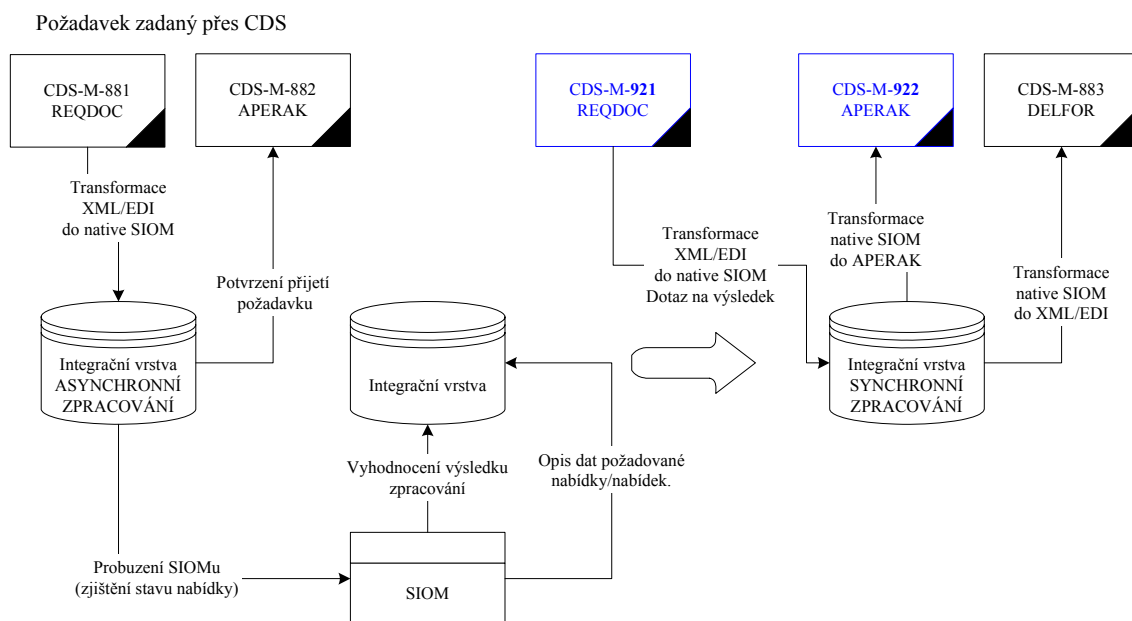 Požadavek zadaný přes CDS
CDS-M-881
REQDOC
CDS-M-882
APERAK
CDS-M-921
REQDOC
CDS-M-922
APERAK
CDS-M-883
DELFOR
Transformace
XML/EDI
do native SIOM
Potvrzení přijetí
požadavku
Transformace
XML/EDI
do native SIOM
Dotaz na výsledek
Transformace
native SIOM
do APERAK
Transformace
native SIOM
do XML/EDI
Integrační vrstva
ASYNCHRONNÍ
ZPRACOVÁNÍ
Integrační vrstva
Integrační vrstva
SYNCHRONNÍ
ZPRACOVÁNÍ
Vyhodnocení výsledku
zpracování
Opis dat požadované
nabídky/nabídek.
Probuzení SIOMu
(zjištění stavu nabídky)
SIOM